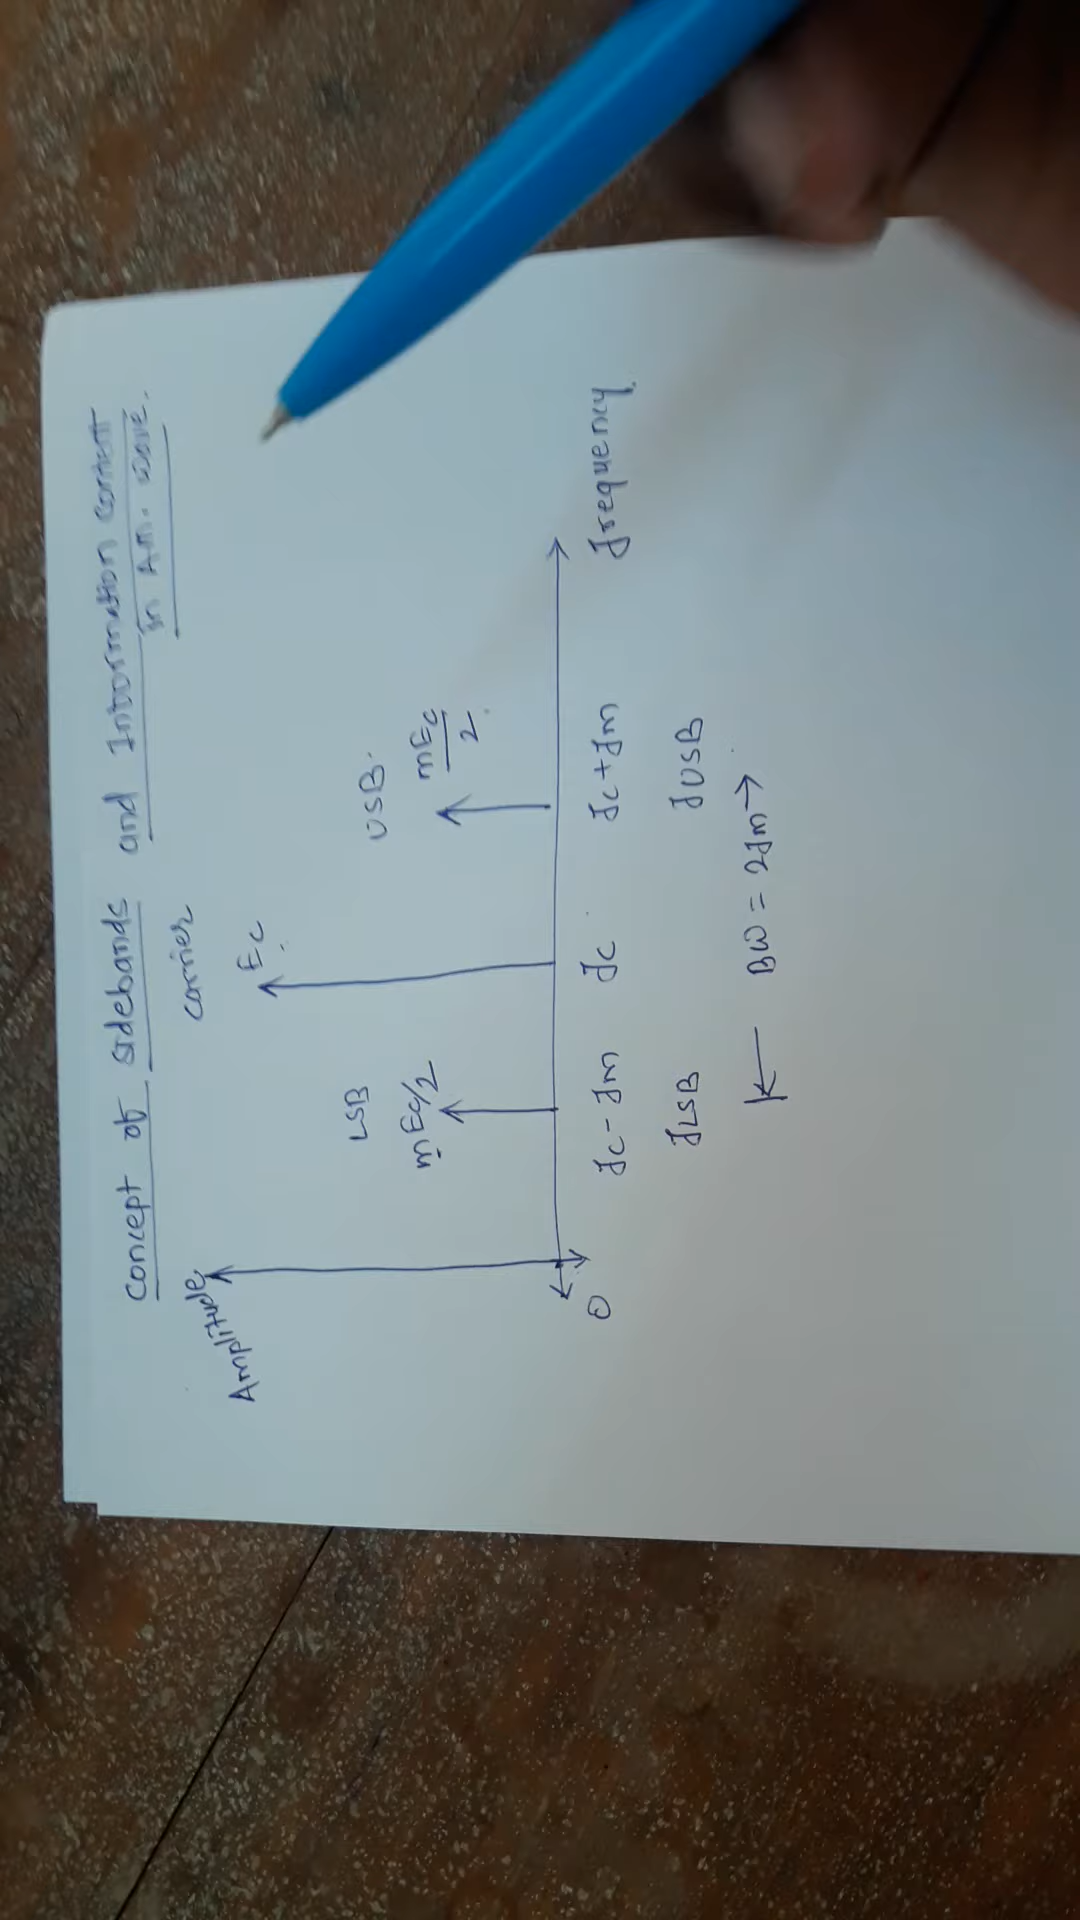 Concept of sidebands and Information content
in AM. wave.
Amplitude
carrier
Ec
LSB
mEc/2
USB.
mEc
2
0
fc-fm fc fc+fm frequency.
fLSB fUSB
BW = 2fm